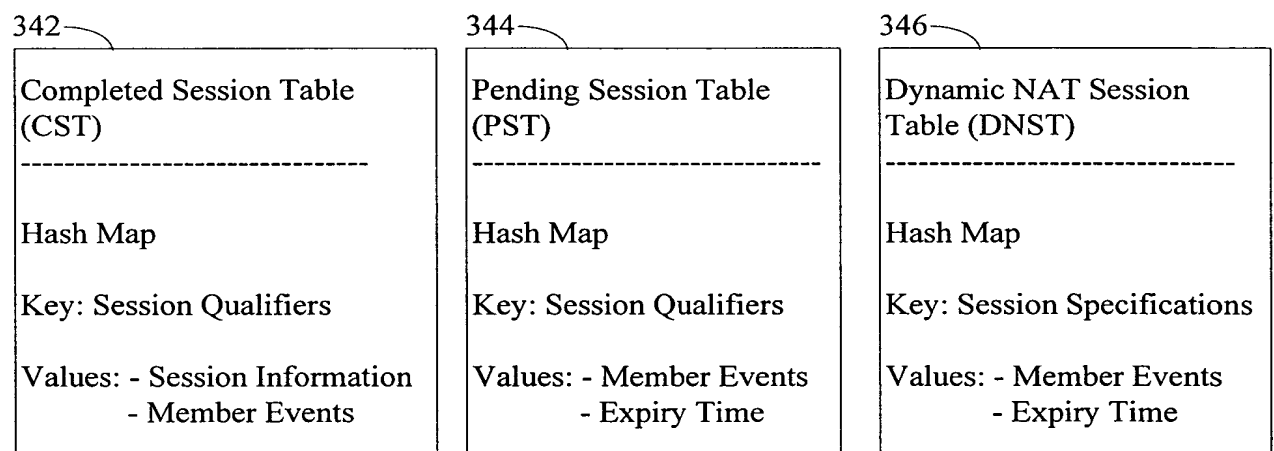 342
Completed Session Table
(CST)
--------------------------------
Hash Map
Key: Session Qualifiers
Values: - Session Information
- Member Events
344
Pending Session Table
(PST)
--------------------------------
Hash Map
Key: Session Qualifiers
Values: - Member Events
- Expiry Time
346
Dynamic NAT Session
Table (DNST)
--------------------------------
Hash Map
Key: Session Specifications
Values: - Member Events
- Expiry Time